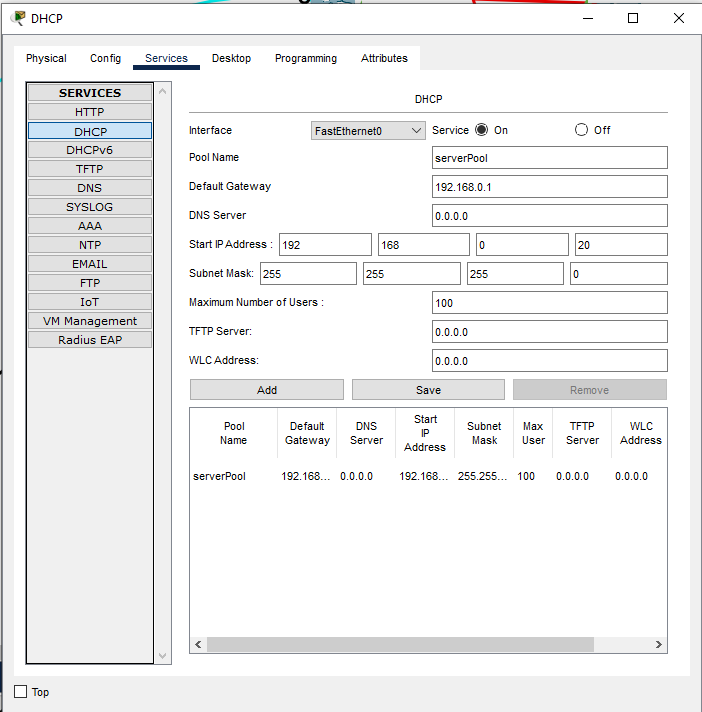 DHCP
Physical Config Services Desktop Programming Attributes
SERVICES
HTTP
DHCP
DHCPv6
TFTP
DNS
SYSLOG
AAA
NTP
EMAIL
FTP
IoT
VM Management
Radius EAP
DHCP
Interface FastEthernet0 Service On Off
Pool Name serverPool
Default Gateway 192.168.0.1
DNS Server 0.0.0.0
Start IP Address : 192 168 0 20
Subnet Mask: 255 255 255 0
Maximum Number of Users : 100
TFTP Server: 0.0.0.0
WLC Address: 0.0.0.0
Add Save Remove
Pool Name Default Gateway DNS Server Start IP Address Subnet Mask Max User TFTP Server WLC Address
serverPool 192.168... 0.0.0.0 192.168... 255.255... 100 0.0.0.0 0.0.0.0
Top